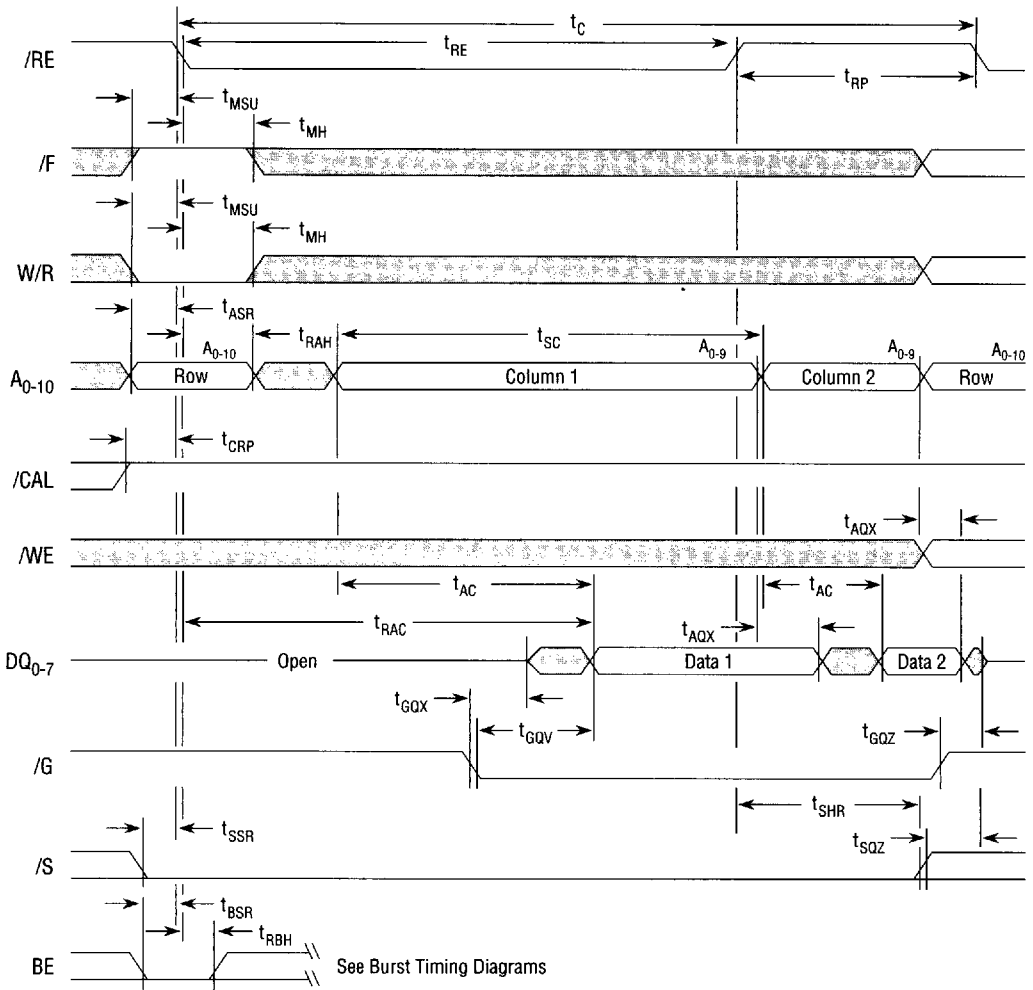 t_C
t_RE
/RE
t_RP
t_MSU
t_MH
/F
t_MSU
t_MH
W/R
t_ASR
t_RAH
t_SC
A_0-10
A_0-9
A_0-9
A_0-10
A_0-10
Row
Column 1
Column 2
Row
t_CRP
/CAL
t_AQX
/WE
t_AC
t_AC
t_RAC
t_AQX
DQ_0-7
Open
Data 1
Data 2
t_GQX
t_GQV
t_GQZ
/G
t_SHR
t_SSR
t_SQZ
/S
t_BSR
t_RBH
BE
See Burst Timing Diagrams